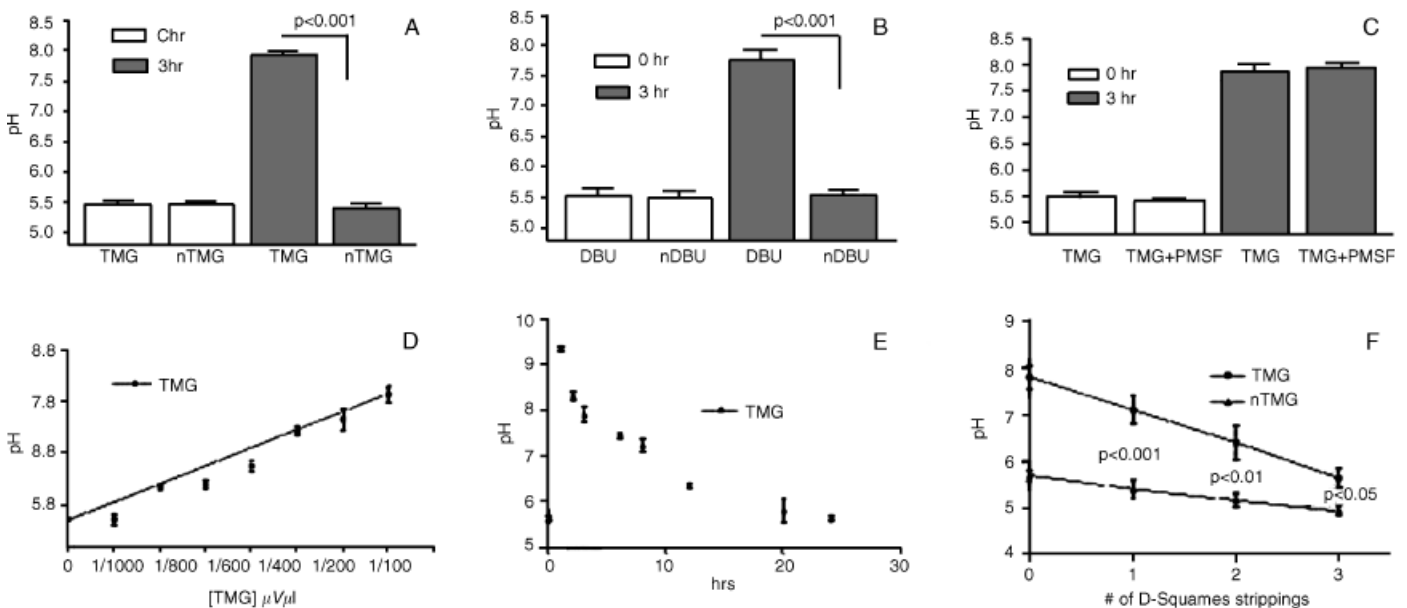 A
p<0.001
Chr
3hr
pH
8.5
8.0
7.5
7.0
6.5
6.0
5.5
5.0
TMG nTMG TMG nTMG
B
p<0.001
0 hr
3 hr
pH
8.5
8.0
7.5
7.0
6.5
6.0
5.5
5.0
DBU nDBU DBU nDBU
C
0 hr
3 hr
pH
8.5
8.0
7.5
7.0
6.5
6.0
5.5
5.0
TMG TMG+PMSF TMG TMG+PMSF
D
TMG
pH
8.8
7.8
8.8
5.8
0 1/1000 1/800 1/600 1/400 1/200 1/100
[TMG] µVµl
E
TMG
pH
10
9
8
7
6
5
0 10 20 30
hrs
F
TMG
nTMG
pH
9
8
7
6
5
4
p<0.001
p<0.01
p<0.05
0 1 2 3
# of D-Squames strippings